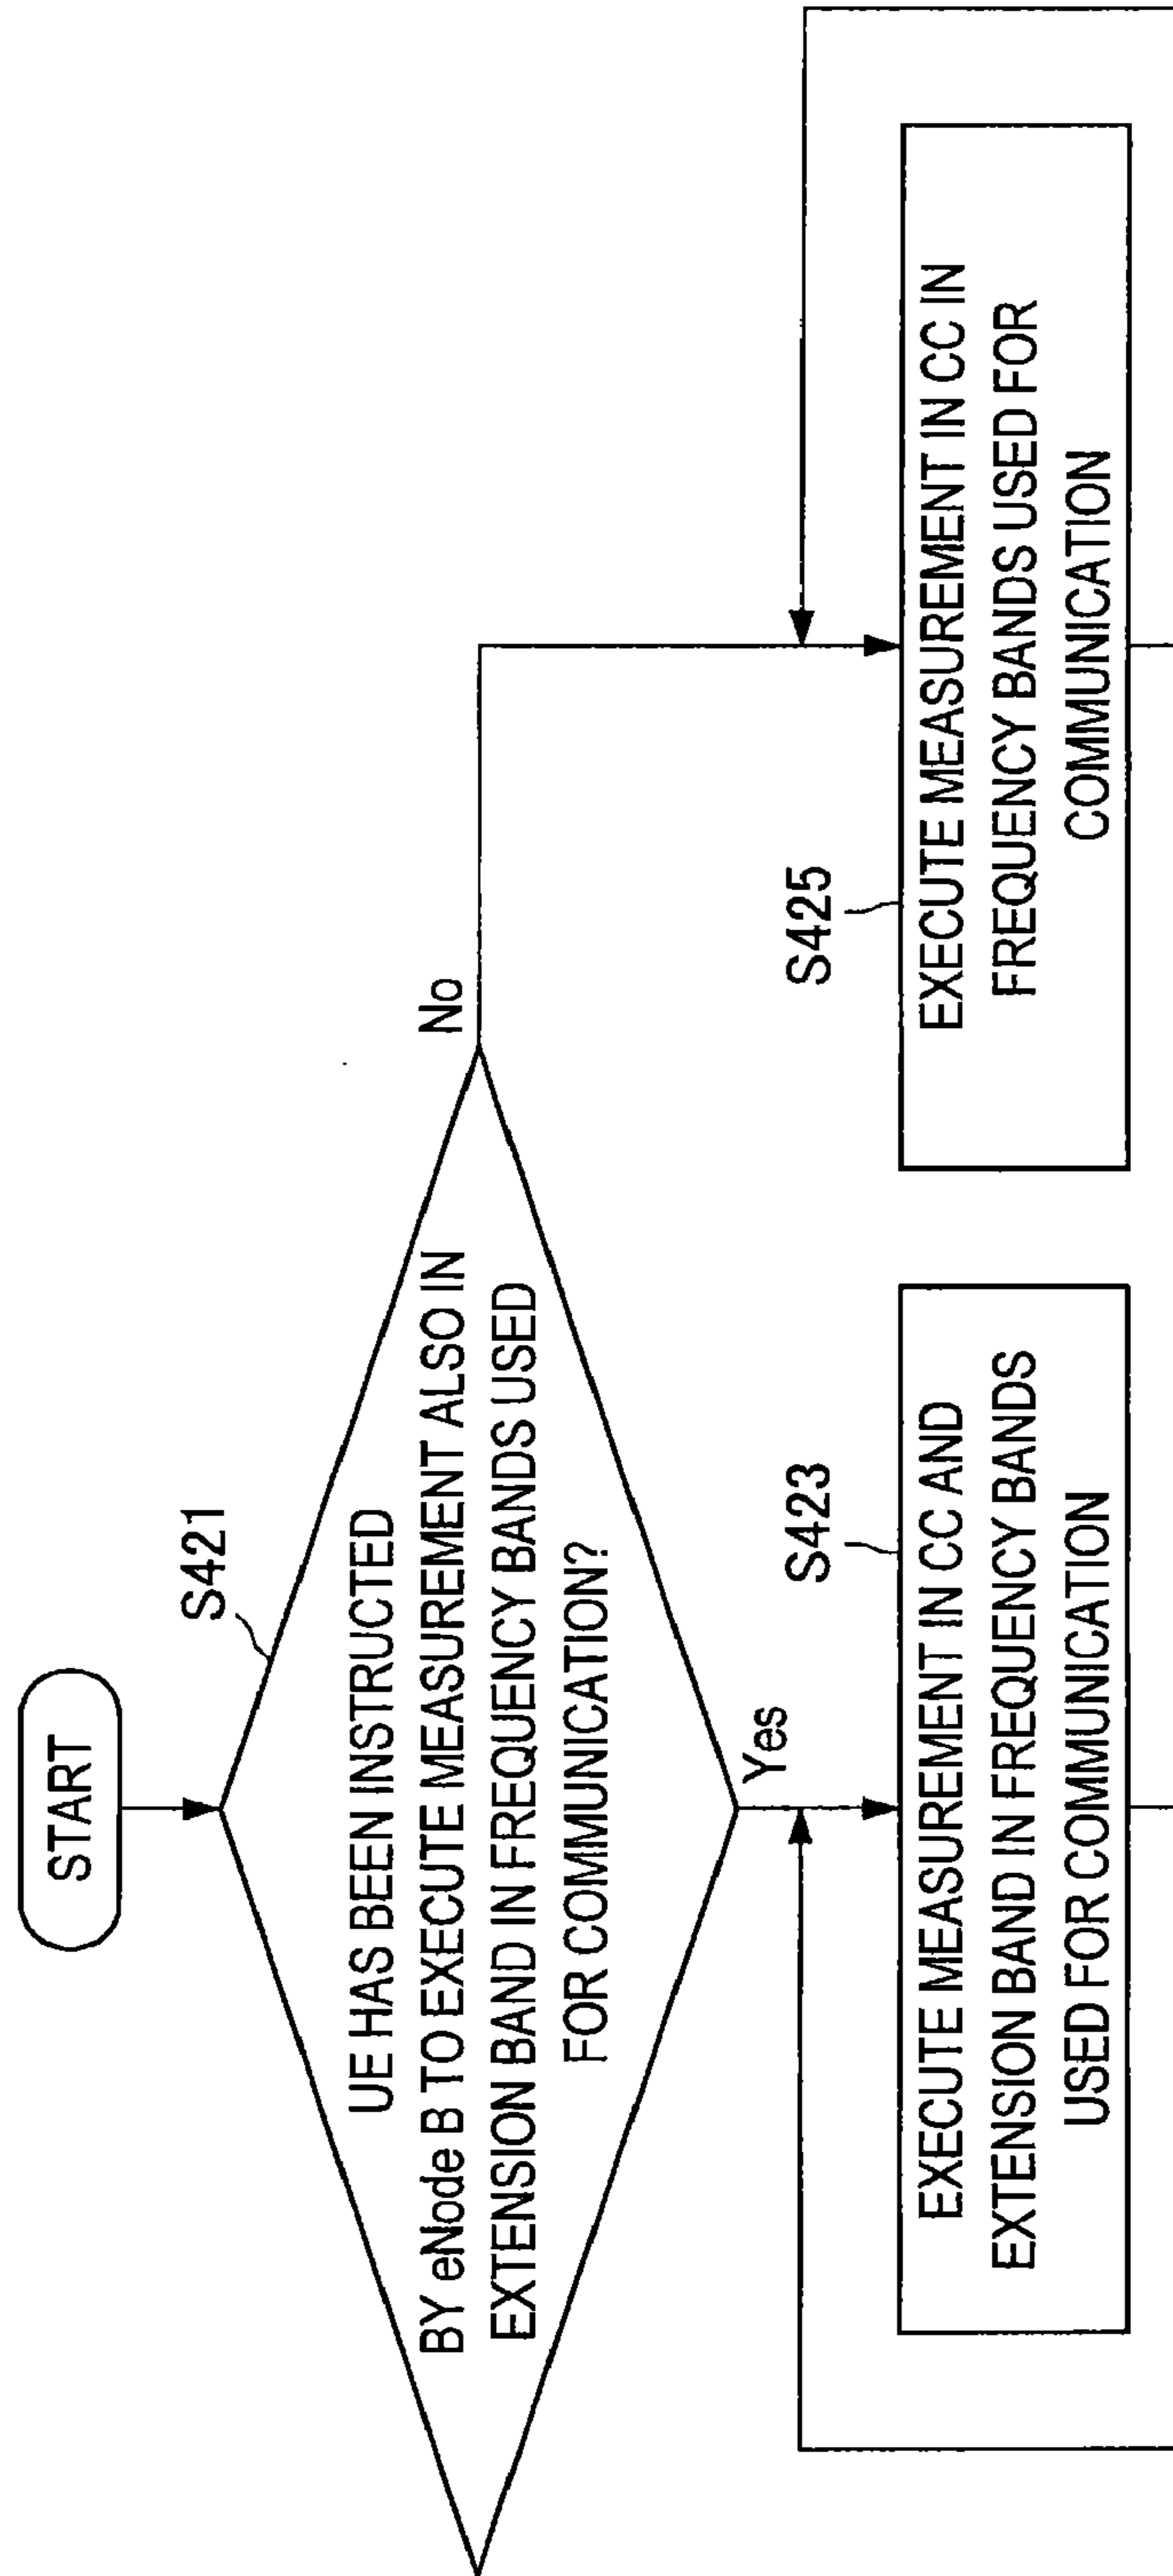 START
S421
UE HAS BEEN INSTRUCTED
BY eNode B TO EXECUTE MEASUREMENT ALSO IN
EXTENSION BAND IN FREQUENCY BANDS USED
FOR COMMUNICATION?
No
Yes
S423
EXECUTE MEASUREMENT IN CC AND
EXTENSION BAND IN FREQUENCY BANDS
USED FOR COMMUNICATION
S425
EXECUTE MEASUREMENT IN CC IN
FREQUENCY BANDS USED FOR
COMMUNICATION